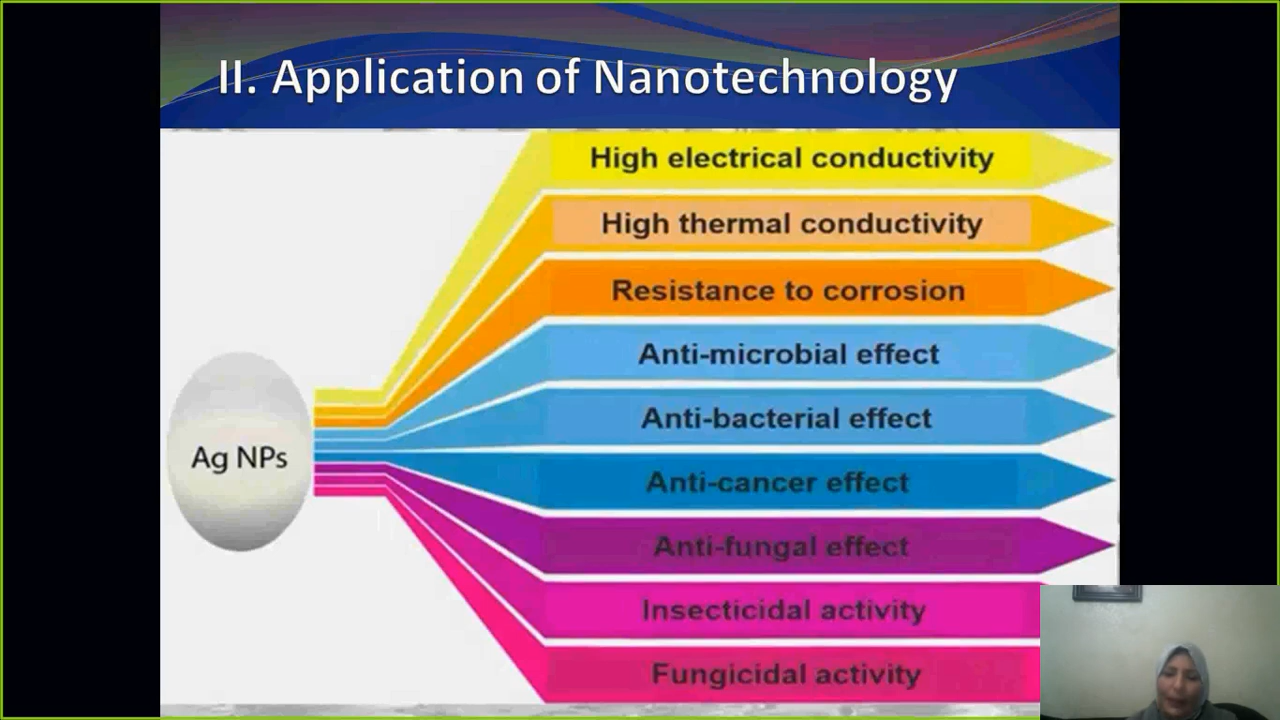 II. Application of Nanotechnology
High electrical conductivity
High thermal conductivity
Resistance to corrosion
Anti-microbial effect
Anti-bacterial effect
Ag NPs
Anti-cancer effect
Anti-fungal effect
Insecticidal activity
Fungicidal activity